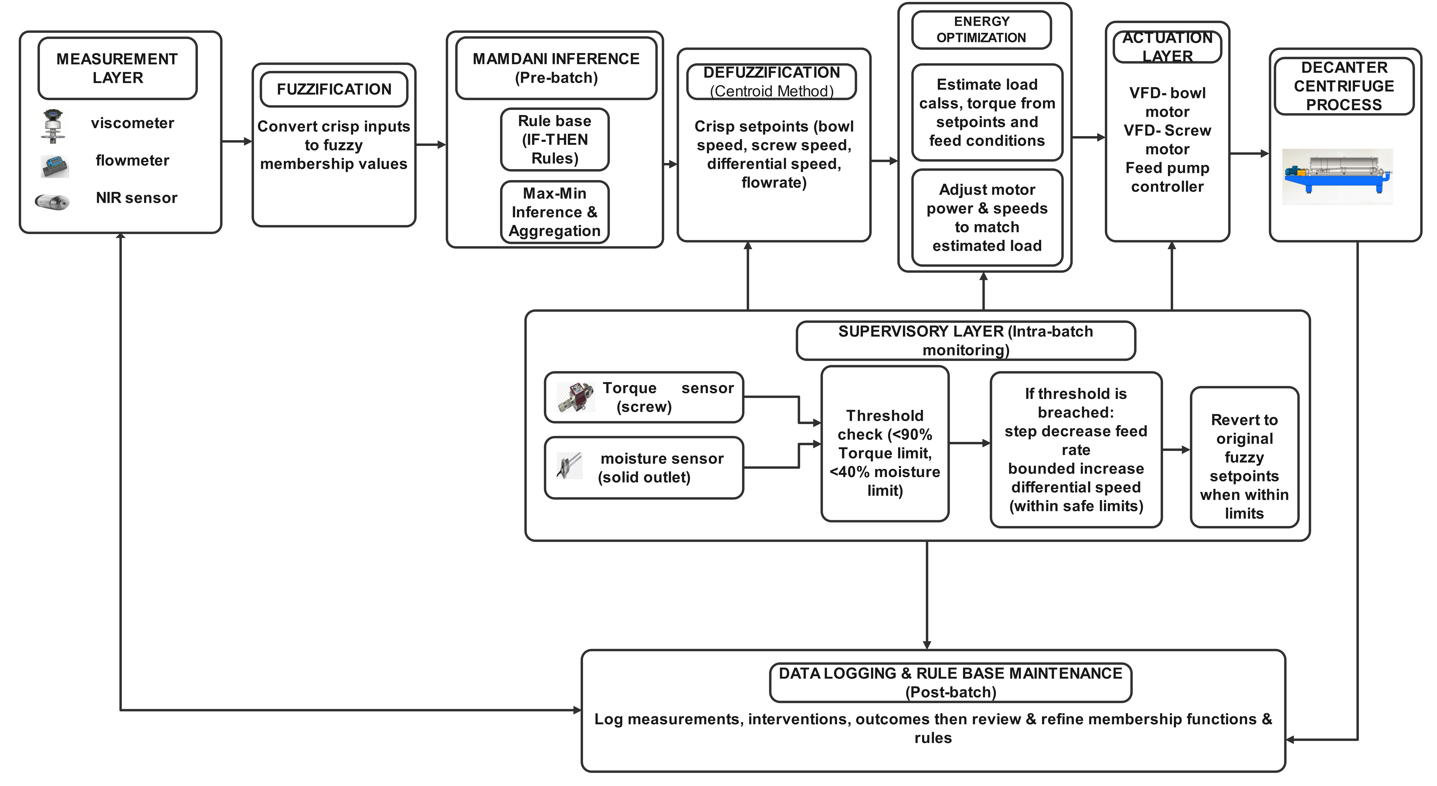 MEASUREMENT
LAYER
viscometer
flowmeter
NIR sensor
FUZZIFICATION
Convert crisp inputs
to fuzzy
membership values
MAMDANI INFERENCE
(Pre-batch)
Rule base
(IF-THEN
Rules)
Max-Min
Inference &
Aggregation
DEFUZZIFICATION
(Centroid Method)
Crisp setpoints (bowl
speed, screw speed,
differential speed,
flowrate)
ENERGY
OPTIMIZATION
Estimate load
calss, torque from
setpoints and
feed conditions
Adjust motor
power & speeds
to match
estimated load
ACTUATION
LAYER
VFD- bowl
motor
VFD- Screw
motor
Feed pump
controller
DECANTER
CENTRIFUGE
PROCESS
SUPERVISORY LAYER (Intra-batch
monitoring)
Torque sensor
(screw)
moisture sensor
(solid outlet)
Threshold
check (<90%
Torque limit,
<40% moisture
limit)
If threshold is
breached:
step decrease feed
rate
bounded increase
differential speed
(within safe limits)
Revert to
original
fuzzy
setpoints
when within
limits
DATA LOGGING & RULE BASE MAINTENANCE
(Post-batch)
Log measurements, interventions, outcomes then review & refine membership functions &
rules